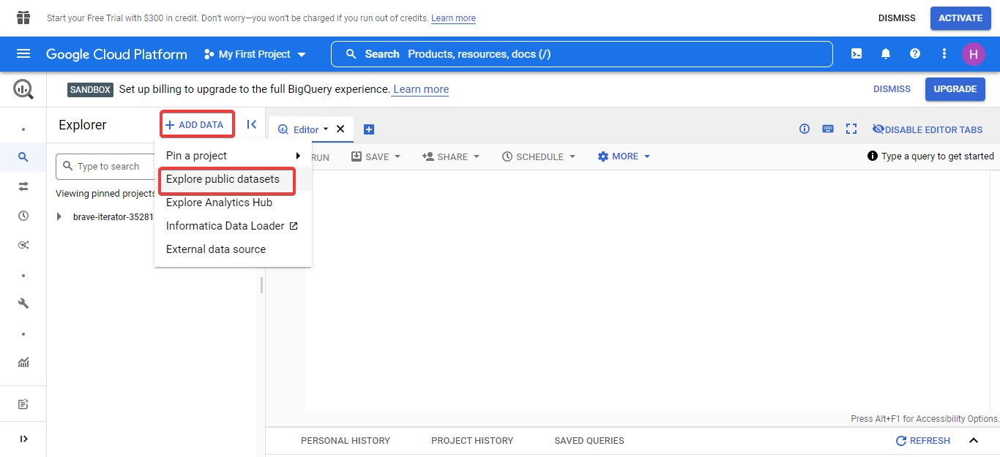 Start your Free Trial with $300 in credit. Don't worry—you won't be charged if you run out of credits. Learn more
DISMISS
ACTIVATE
Google Cloud Platform
My First Project
Search Products, resources, docs (/)
H
SANDBOX Set up billing to upgrade to the full BigQuery experience. Learn more
DISMISS
UPGRADE
Explorer
+ ADD DATA
Editor
DISABLE EDITOR TABS
Pin a project
Explore public datasets
Explore Analytics Hub
Informatica Data Loader
External data source
RUN
SAVE
SHARE
SCHEDULE
MORE
Type a query to get started
Type to search
Viewing pinned projects
brave-iterator-35281
Press Alt+F1 for Accessibility Options.
PERSONAL HISTORY
PROJECT HISTORY
SAVED QUERIES
REFRESH